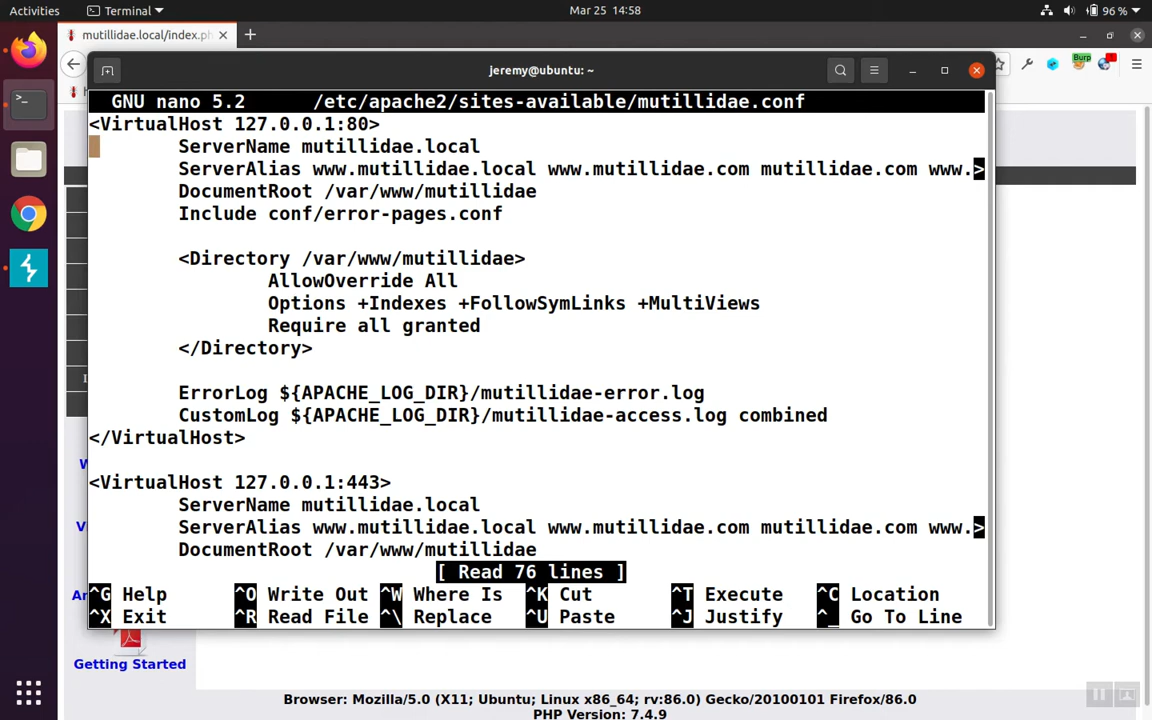 Activities
Terminal
Mar 25 14:58
96 %
mutillidae.local/index.ph
Burp
jeremy@ubuntu: ~
GNU nano 5.2 /etc/apache2/sites-available/mutillidae.conf
<VirtualHost 127.0.0.1:80>
ServerName mutillidae.local
ServerAlias www.mutillidae.local www.mutillidae.com mutillidae.com www.>
DocumentRoot /var/www/mutillidae
Include conf/error-pages.conf
<Directory /var/www/mutillidae>
AllowOverride All
Options +Indexes +FollowSymLinks +MultiViews
Require all granted
</Directory>
ErrorLog ${APACHE_LOG_DIR}/mutillidae-error.log
CustomLog ${APACHE_LOG_DIR}/mutillidae-access.log combined
</VirtualHost>
<VirtualHost 127.0.0.1:443>
ServerName mutillidae.local
ServerAlias www.mutillidae.local www.mutillidae.com mutillidae.com www.>
DocumentRoot /var/www/mutillidae
[ Read 76 lines ]
^G Help ^O Write Out ^W Where Is ^K Cut ^T Execute ^C Location
^X Exit ^R Read File ^\ Replace ^U Paste ^J Justify ^_ Go To Line
Getting Started
Browser: Mozilla/5.0 (X11; Ubuntu; Linux x86_64; rv:86.0) Gecko/20100101 Firefox/86.0
PHP Version: 7.4.9